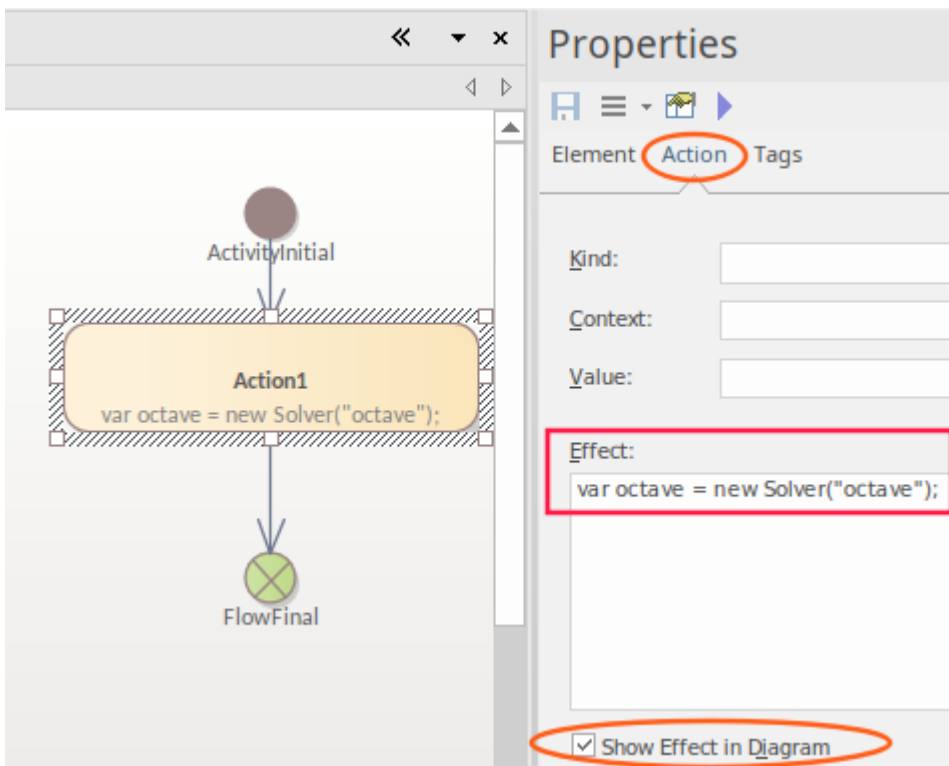 Properties
Element Action Tags
ActivityInitial
Kind:
Context:
Action1
var octave = new Solver("octave");
Value:
Effect:
var octave = new Solver("octave");
FlowFinal
Show Effect in Diagram